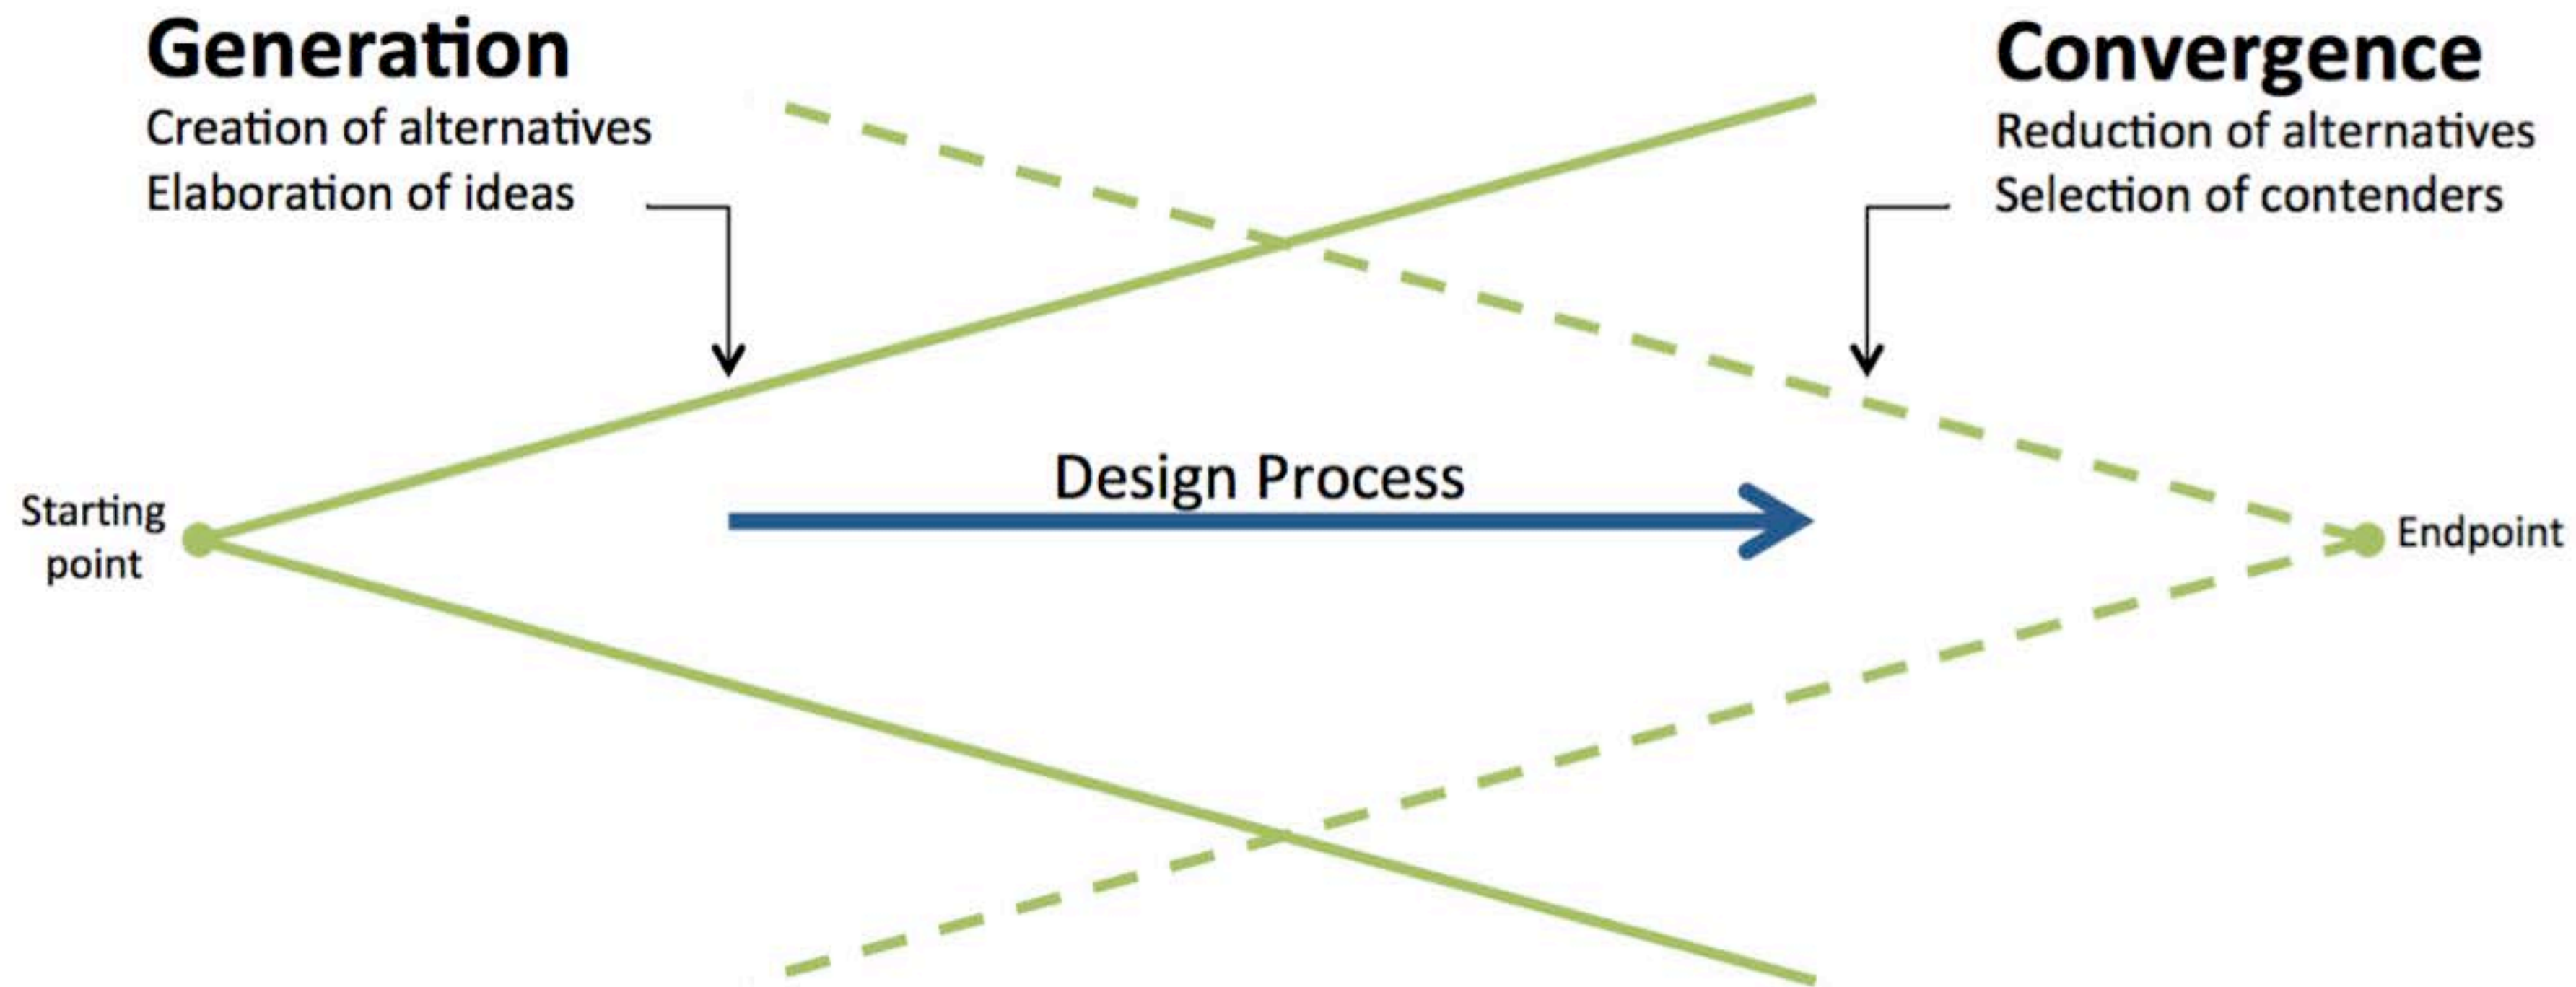 Generation
Creation of alternatives
Elaboration of ideas
Convergence
Reduction of alternatives
Selection of contenders
Design Process
Starting
point
Endpoint